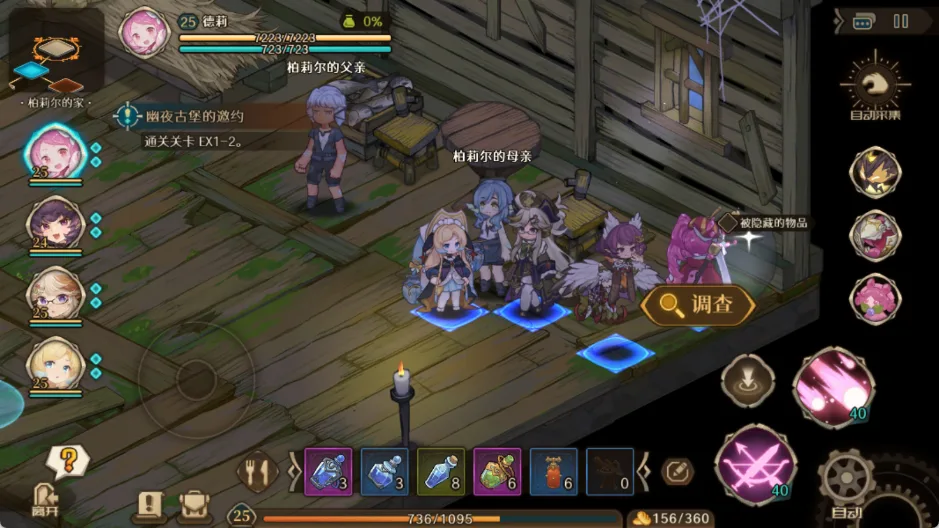 25 德莉
0%
7223/7223
723/723
·柏莉尔的家·
幽夜古堡的邀约
通关关卡 EX1-2。
柏莉尔的父亲
柏莉尔的母亲
被隐藏的物品
调查
自动采集
25
24
25
25
40
40
?
离开
3
3
8
6
6
0
25
736/1095
156/360
自动